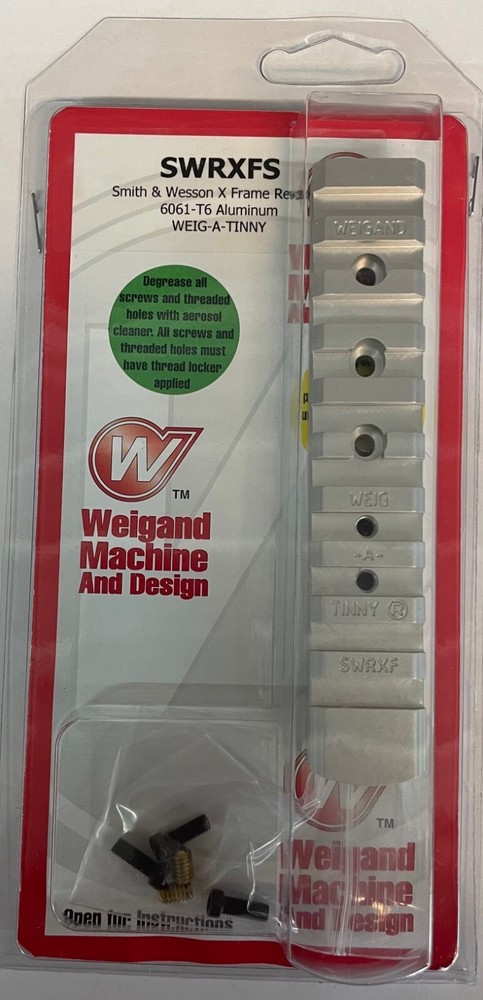 SWRXFS
Smith & Wesson X Frame
6061-T6 Aluminum
WEIG-A-TINNY
Degrease all
screws and threaded
holes with aerosol
cleaner. All screws and
threaded holes must
have thread locker
applied
W
TM
Weigand
Machine
And Design
Open for Instructions
WEIGAND
WEIG
-A-
TINNY ®
SWRXF
W
TM
Weigand
Machine
And Design